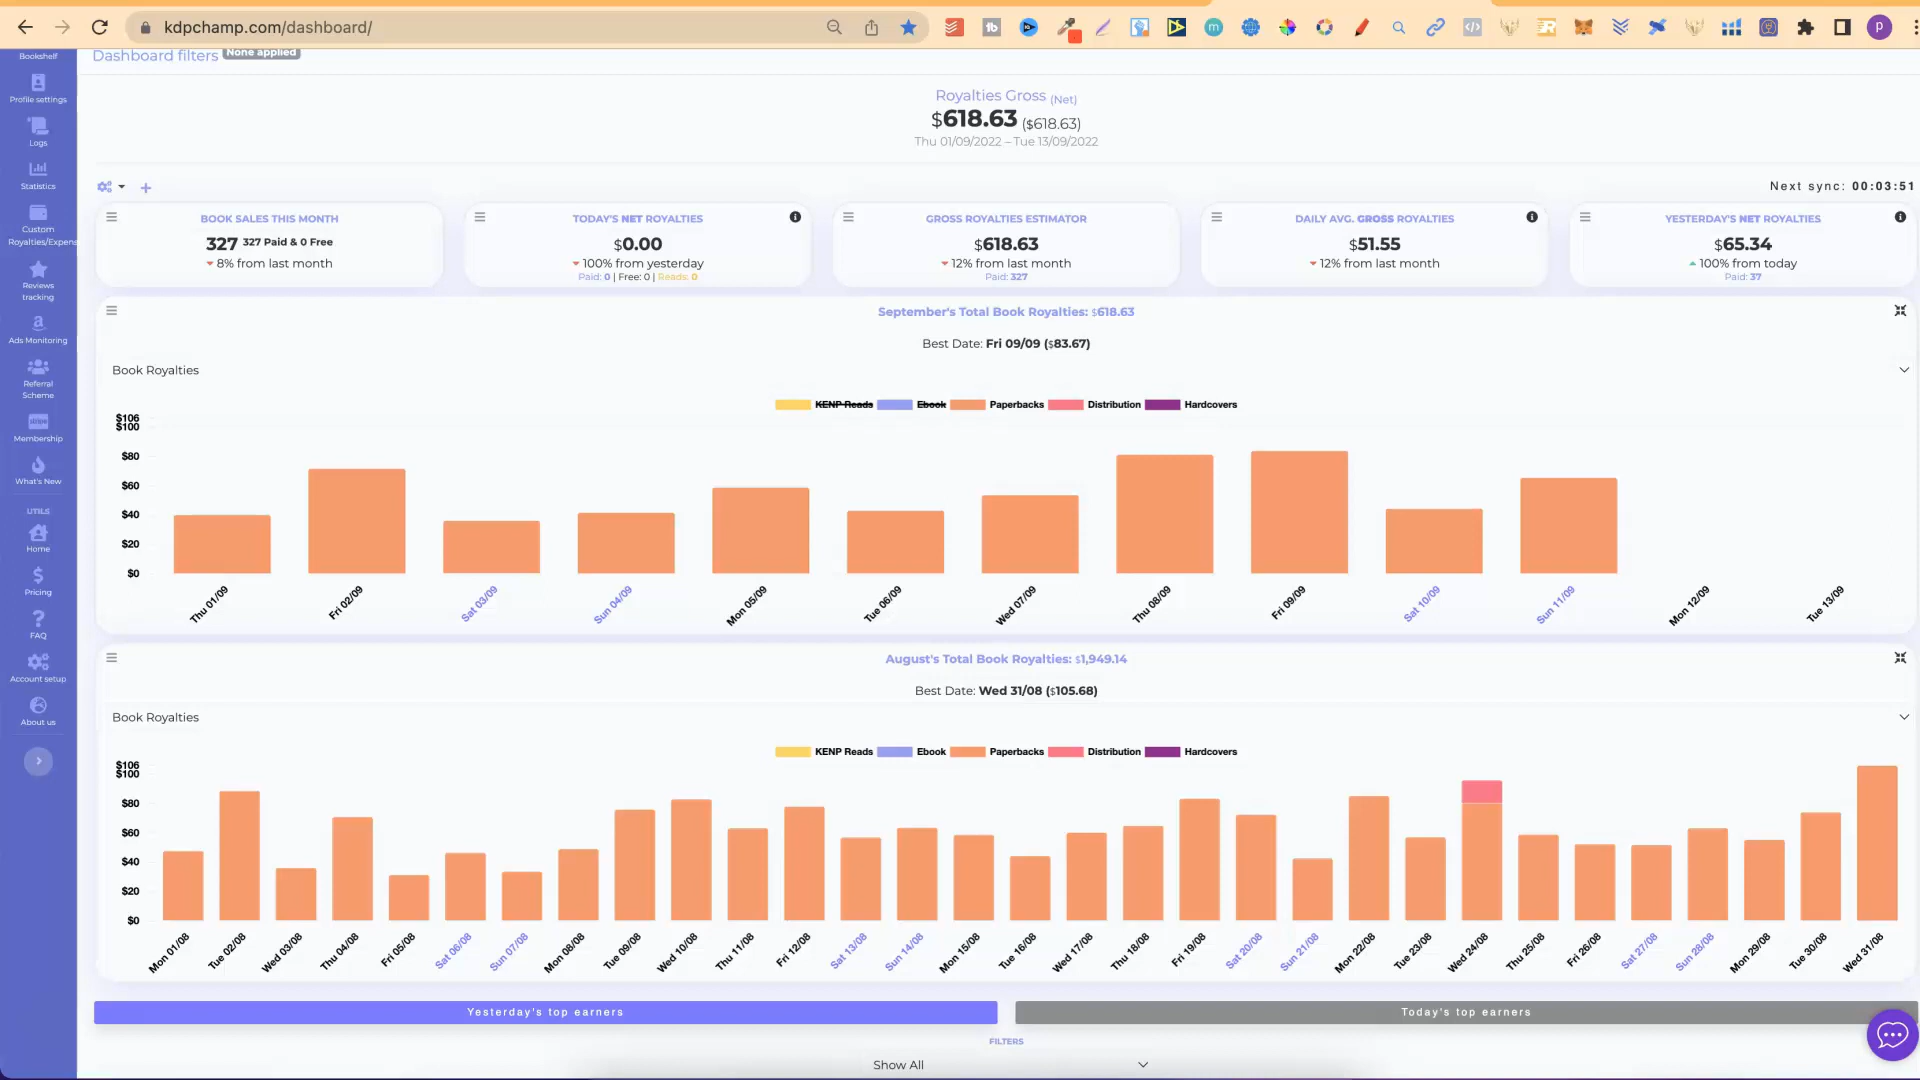 kdpchamp.com/dashboard/
Bookshelf
Profile settings
Logs
Statistics
Custom
Royalties/Expens
Reviews
tracking
Ads Monitoring
Referral
Scheme
Membership
What's New
UTILS
Home
Pricing
FAQ
Account setup
About us
Dashboard filters None applied
Royalties Gross (Net)
$618.63 ($618.63)
Thu 01/09/2022 – Tue 13/09/2022
Next sync: 00:03:51
BOOK SALES THIS MONTH
327 327 Paid & 0 Free
8% from last month
TODAY'S NET ROYALTIES
$0.00
100% from yesterday
Paid: 0 | Free: 0 | Reads: 0
GROSS ROYALTIES ESTIMATOR
$618.63
12% from last month
Paid: 327
DAILY AVG. GROSS ROYALTIES
$51.55
12% from last month
YESTERDAY'S NET ROYALTIES
$65.34
100% from today
Paid: 37
September's Total Book Royalties: $618.63
Best Date: Fri 09/09 ($83.67)
Book Royalties
KENP Reads Ebook Paperbacks Distribution Hardcovers
$106
$100
$80
$60
$40
$20
$0
Thu 01/09 Fri 02/09 Sat 03/09 Sun 04/09 Mon 05/09 Tue 06/09 Wed 07/09 Thu 08/09 Fri 09/09 Sat 10/09 Sun 11/09 Mon 12/09 Tue 13/09
August's Total Book Royalties: $1,949.14
Best Date: Wed 31/08 ($105.68)
Book Royalties
KENP Reads Ebook Paperbacks Distribution Hardcovers
$106
$100
$80
$60
$40
$20
$0
Mon 01/08 Tue 02/08 Wed 03/08 Thu 04/08 Fri 05/08 Sat 06/08 Sun 07/08 Mon 08/08 Tue 09/08 Wed 10/08 Thu 11/08 Fri 12/08 Sat 13/08 Sun 14/08 Mon 15/08 Tue 16/08 Wed 17/08 Thu 18/08 Fri 19/08 Sat 20/08 Sun 21/08 Mon 22/08 Tue 23/08 Wed 24/08 Thu 25/08 Fri 26/08 Sat 27/08 Sun 28/08 Mon 29/08 Tue 30/08 Wed 31/08
Yesterday's top earners
Today's top earners
FILTERS
Show All